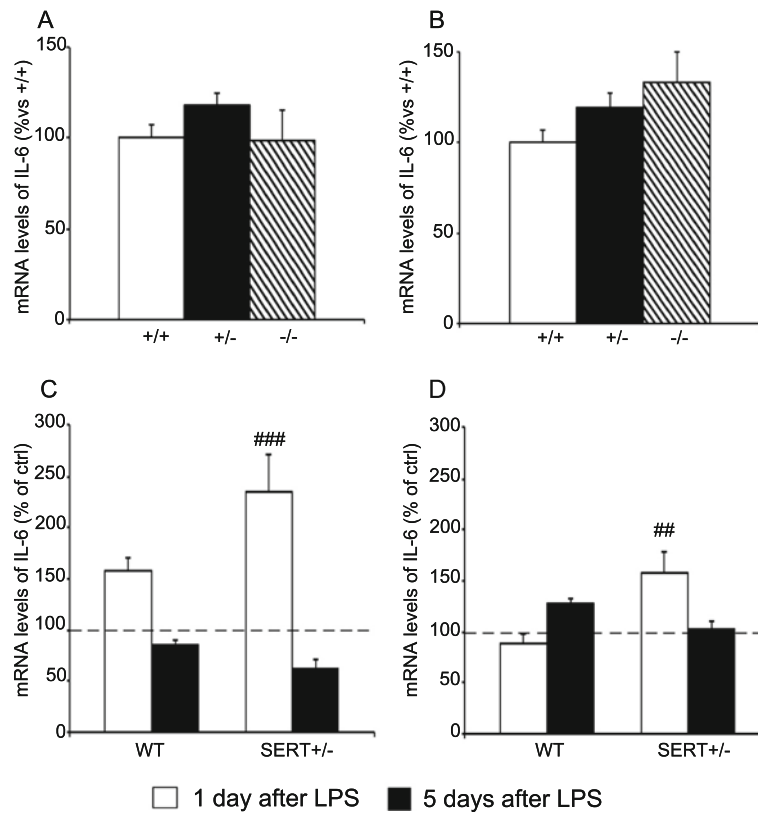 A
mRNA levels of IL-6 (%vs +/+)
150
100
50
0
+/+ +/- -/-
B
mRNA levels of IL-6 (%vs +/+)
150
100
50
0
+/+ +/- -/-
C
mRNA levels of IL-6 (% of ctrl)
300
250
200
150
100
50
0
###
WT SERT+/-
D
mRNA levels of IL-6 (% of ctrl)
300
250
200
150
100
50
0
##
WT SERT+/-
1 day after LPS 5 days after LPS